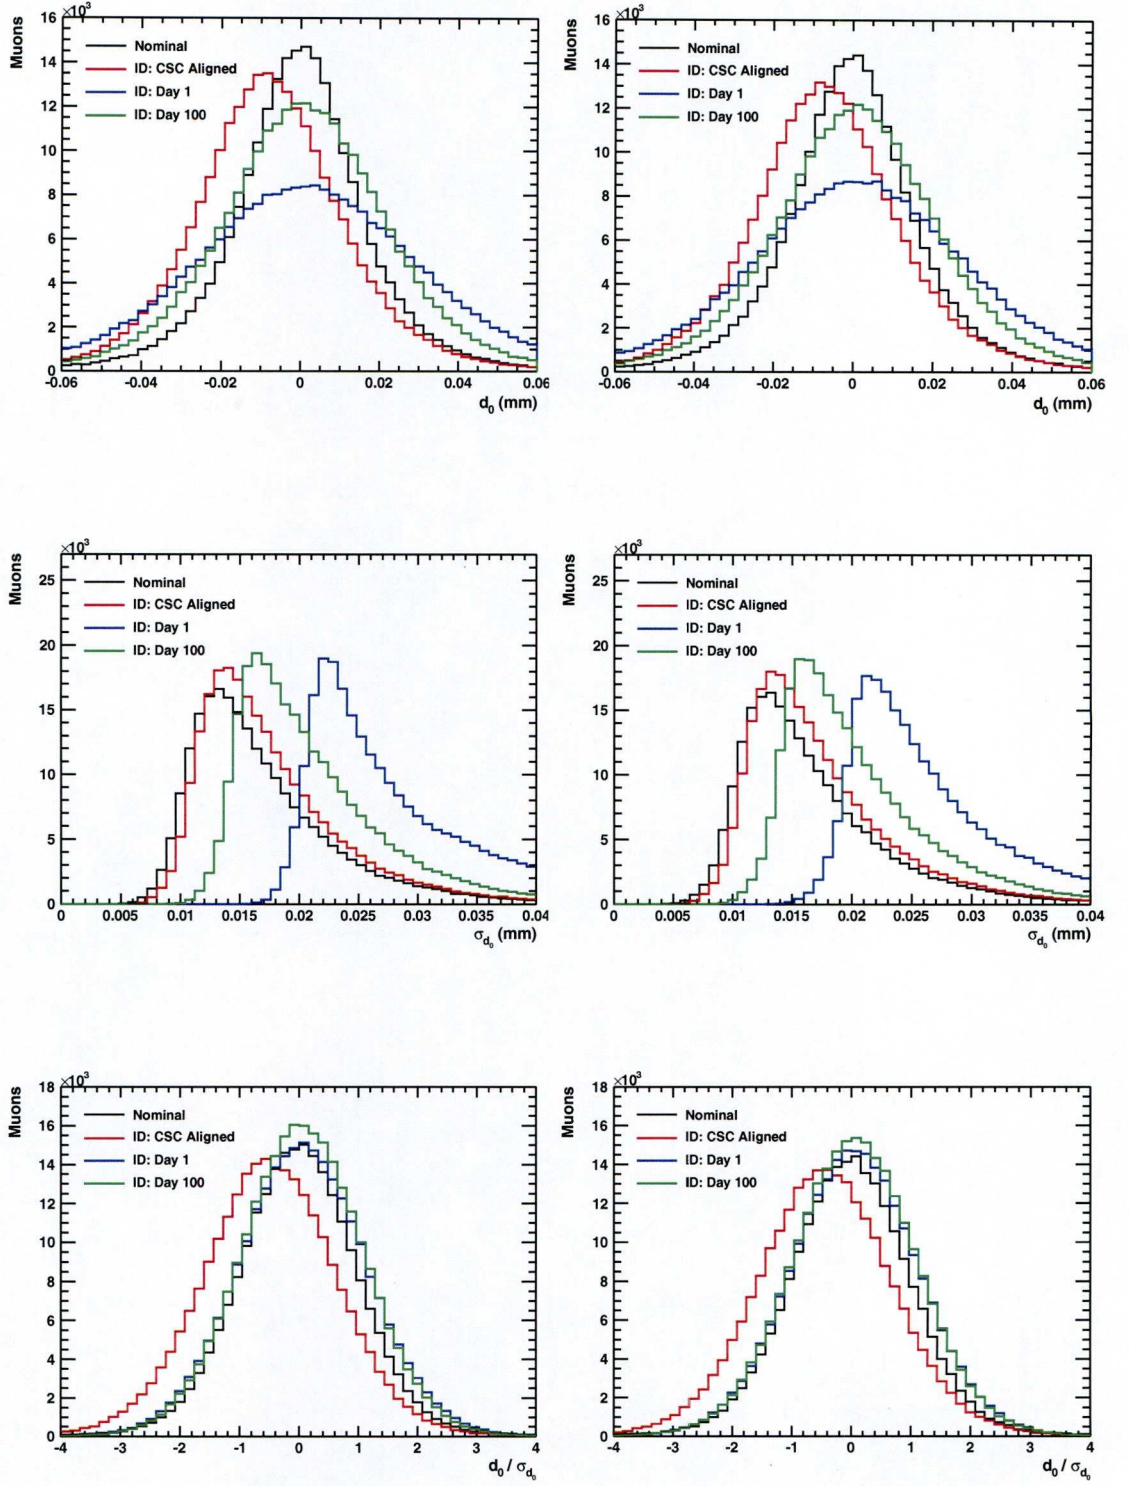 ×10³
Muons
16
14
12
10
8
6
4
2
0
Nominal
ID: CSC Aligned
ID: Day 1
ID: Day 100
-0.06 -0.04 -0.02 0 0.02 0.04 0.06
d₀ (mm)
×10³
Muons
16
14
12
10
8
6
4
2
0
Nominal
ID: CSC Aligned
ID: Day 1
ID: Day 100
-0.06 -0.04 -0.02 0 0.02 0.04 0.06
d₀ (mm)
×10³
Muons
25
20
15
10
5
0
Nominal
ID: CSC Aligned
ID: Day 1
ID: Day 100
0 0.005 0.01 0.015 0.02 0.025 0.03 0.035 0.04
σd₀ (mm)
×10³
Muons
25
20
15
10
5
0
Nominal
ID: CSC Aligned
ID: Day 1
ID: Day 100
0 0.005 0.01 0.015 0.02 0.025 0.03 0.035 0.04
σd₀ (mm)
×10³
Muons
18
16
14
12
10
8
6
4
2
0
Nominal
ID: CSC Aligned
ID: Day 1
ID: Day 100
-4 -3 -2 -1 0 1 2 3 4
d₀ / σd₀
×10³
Muons
18
16
14
12
10
8
6
4
2
0
Nominal
ID: CSC Aligned
ID: Day 1
ID: Day 100
-4 -3 -2 -1 0 1 2 3 4
d₀ / σd₀